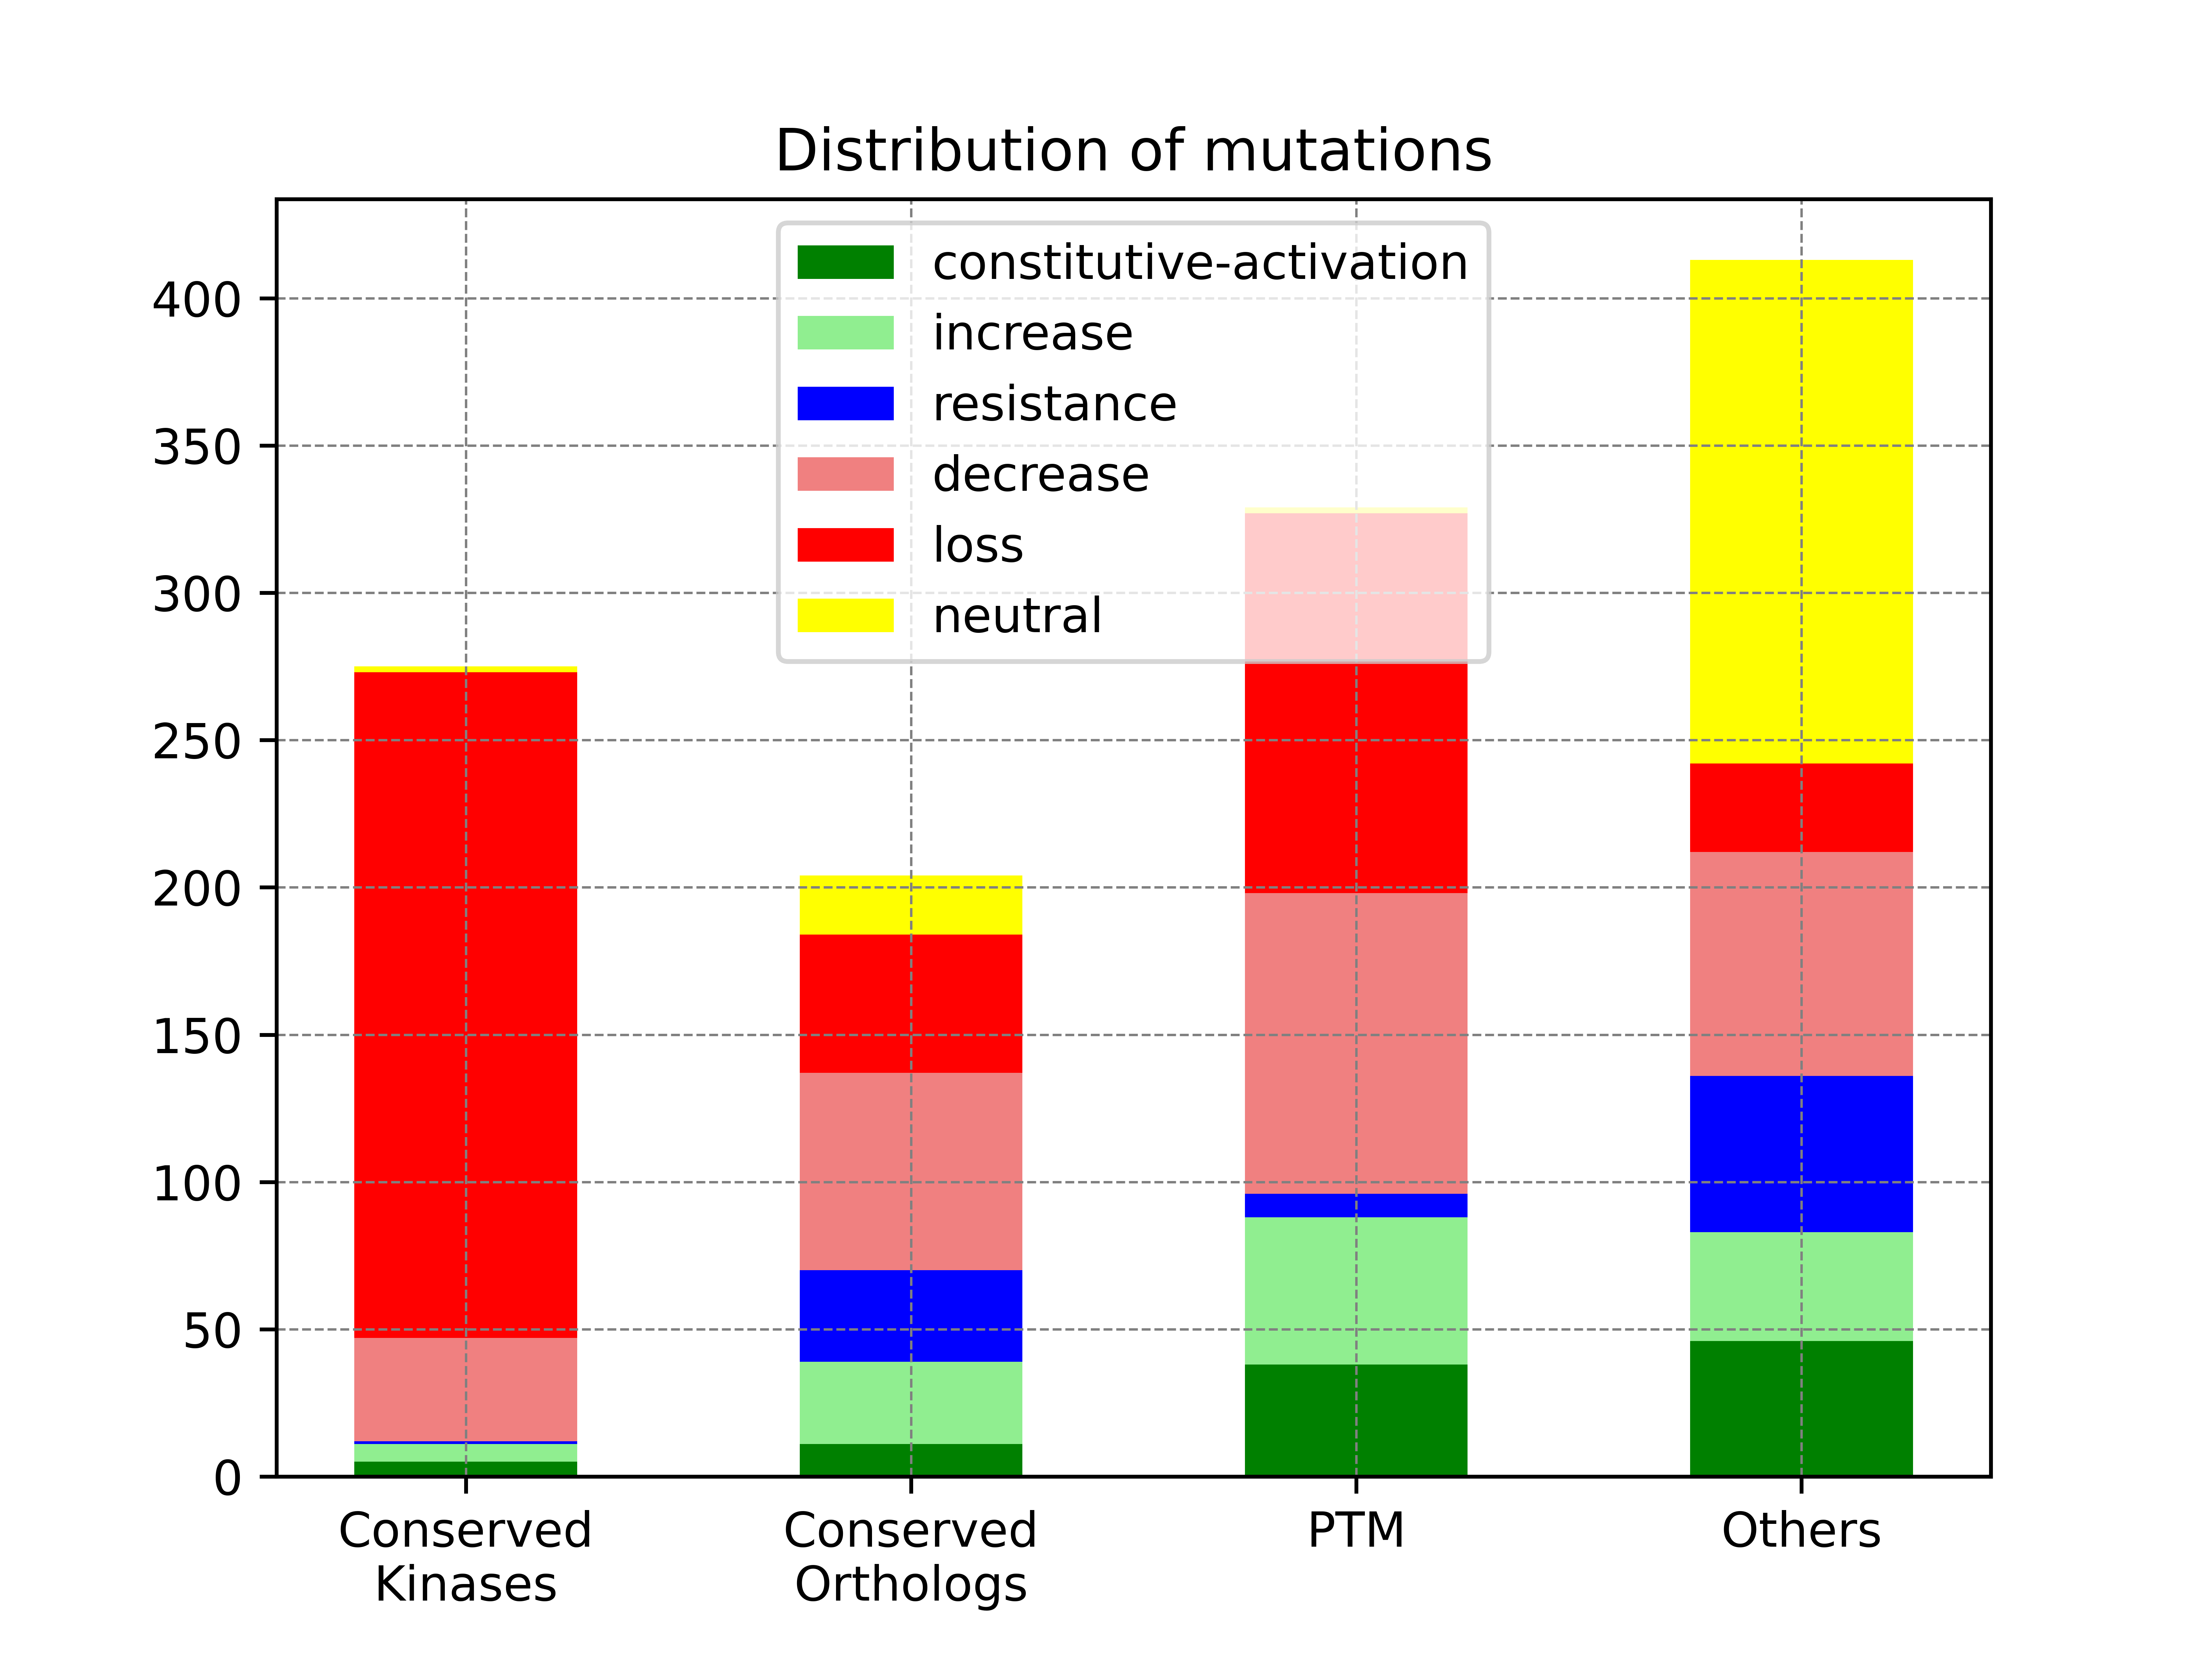 Distribution of mutations
constitutive-activation
increase
resistance
decrease
loss
neutral
400
350
300
250
200
150
100
50
0
Conserved
Kinases
Conserved
Orthologs
PTM
Others